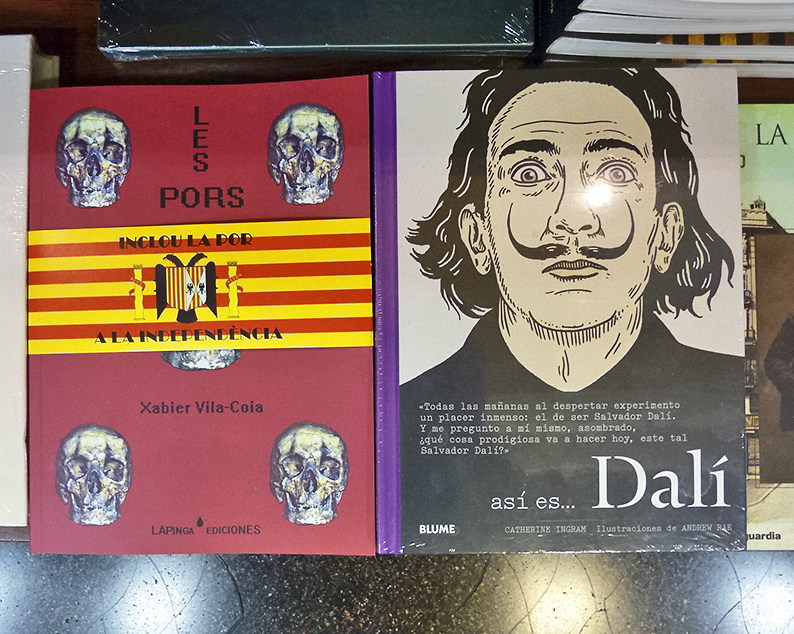 LES
PORS
INCLOU LA POR
A LA INDEPENDÈNCIA
Xabier Vila-Coia
LÁPINGA EDICIONES
«Todas las mañanas al despertar experimento
un placer inmenso: el de ser Salvador Dalí.
Y me pregunto a mí mismo, asombrado,
¿qué cosa prodigiosa va a hacer hoy, este tal
Salvador Dalí?»
así es... Dalí
BLUME
CATHERINE INGRAM Ilustraciones de ANDREW RAE
LA
guardia